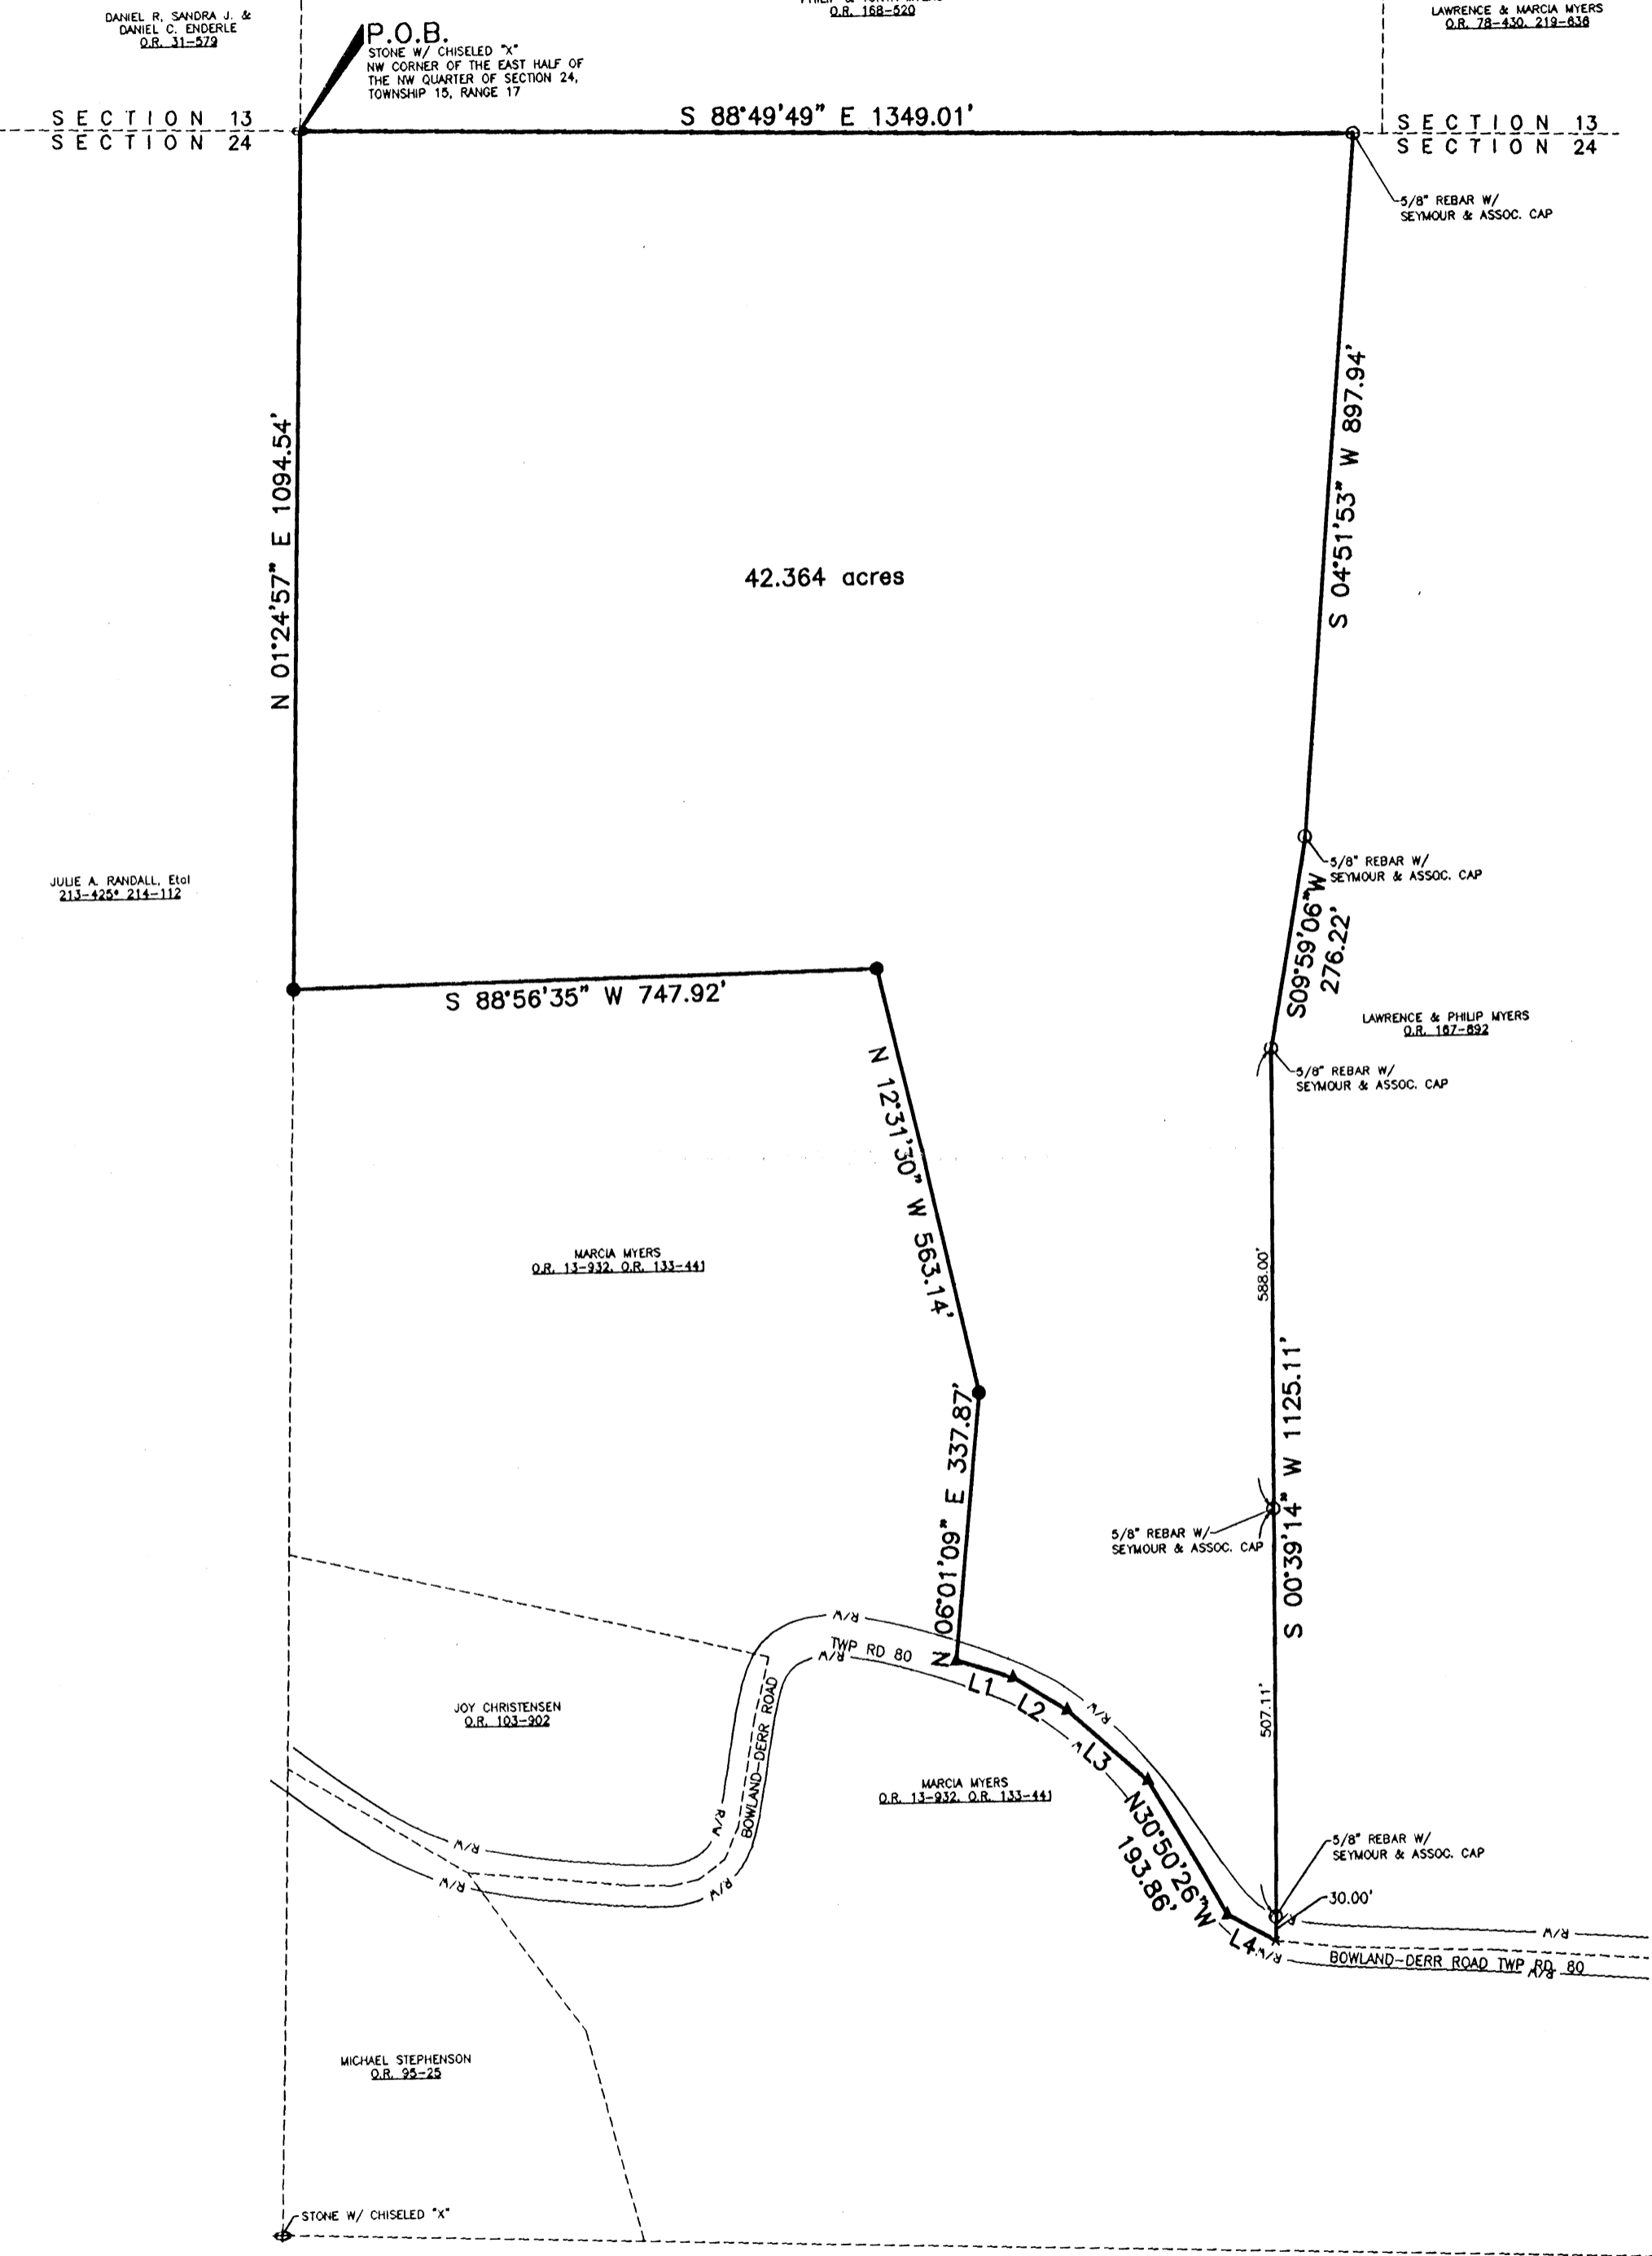 DANIEL R, SANDRA J. &
DANIEL C. ENDERLE
O.R. 31-579
O.R. 168-520
LAWRENCE & MARCIA MYERS
O.R. 78-430, 219-636
P.O.B.
STONE W/ CHISELED "X"
NW CORNER OF THE EAST HALF OF
THE NW QUARTER OF SECTION 24,
TOWNSHIP 15, RANGE 17
SECTION 13
SECTION 24
S 88°49'49" E 1349.01'
SECTION 13
SECTION 24
5/8" REBAR W/
SEYMOUR & ASSOC. CAP
N 01°24'57" E 1094.54'
S 04°51'53" W 897.94'
42.364 acres
5/8" REBAR W/
SEYMOUR & ASSOC. CAP
JULIE A. RANDALL, Etal
213-425* 214-112
S09°59'06"W
276.22'
S 88°56'35" W 747.92'
LAWRENCE & PHILIP MYERS
O.R. 167-692
5/8" REBAR W/
SEYMOUR & ASSOC. CAP
N 12°31'30" W 563.14'
MARCIA MYERS
O.R. 13-932, O.R. 133-441
588.00'
S 00°39'14" W 1125.11'
N 06°01'09" E 337.87'
5/8" REBAR W/
SEYMOUR & ASSOC. CAP
R/W
TWP RD 80
R/W
L1
L2
R/W
L3
W
507.11'
JOY CHRISTENSEN
O.R. 103-902
BOWLAND-DERR ROAD
MARCIA MYERS
O.R. 13-932, O.R. 133-441
N30°50'26"W
193.86'
R/W
R/W
R/W
R/W
5/8" REBAR W/
SEYMOUR & ASSOC. CAP
30.00'
R/W
L4
R/W
BOWLAND-DERR ROAD TWP RD 80
R/W
MICHAEL STEPHENSON
O.R. 95-25
STONE W/ CHISELED "X"